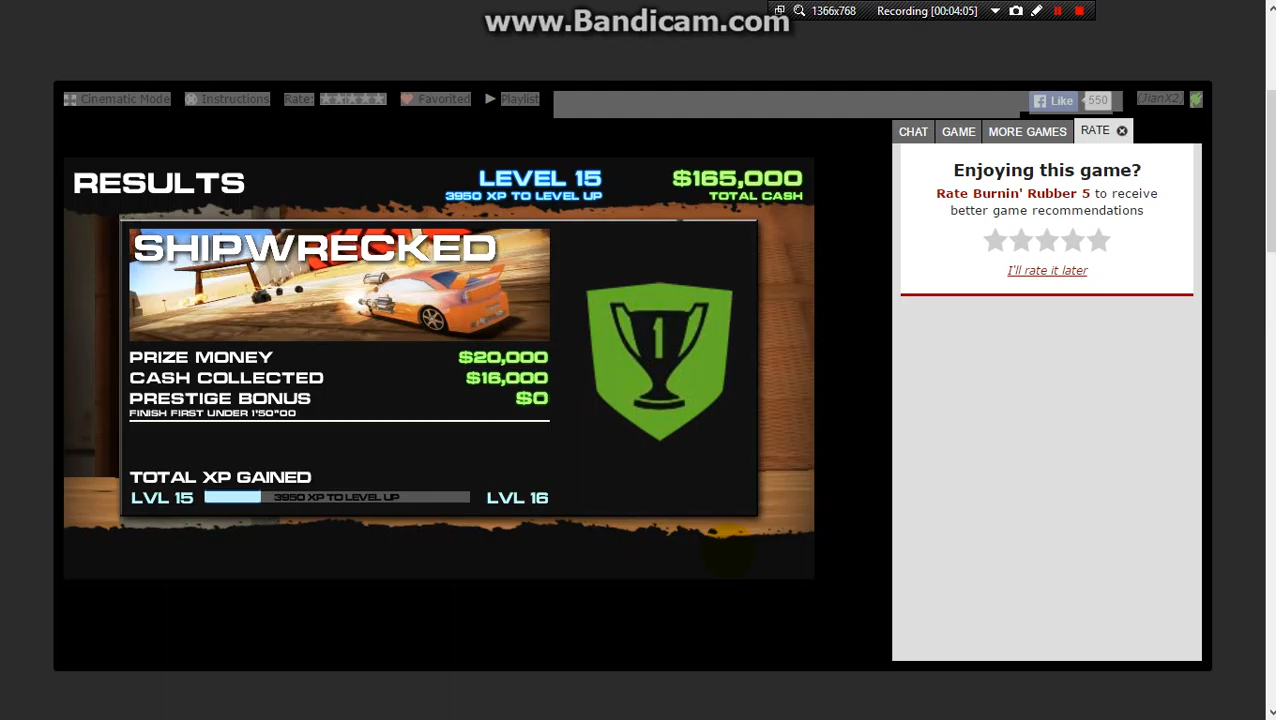 www.Bandicam.com
1366x768
Recording [00:04:05]
Cinematic Mode
Instructions
Rate:
Favorited
Playlist
Like
550
(JianX2)
CHAT
GAME
MORE GAMES
RATE
Enjoying this game?
Rate Burnin' Rubber 5 to receive
better game recommendations
I'll rate it later
RESULTS
LEVEL 15
3950 XP TO LEVEL UP
$165,000
TOTAL CASH
SHIPWRECKED
PRIZE MONEY
$20,000
CASH COLLECTED
$16,000
PRESTIGE BONUS
$0
FINISH FIRST UNDER 1'50"00
1
TOTAL XP GAINED
LVL 15
3950 XP TO LEVEL UP
LVL 16